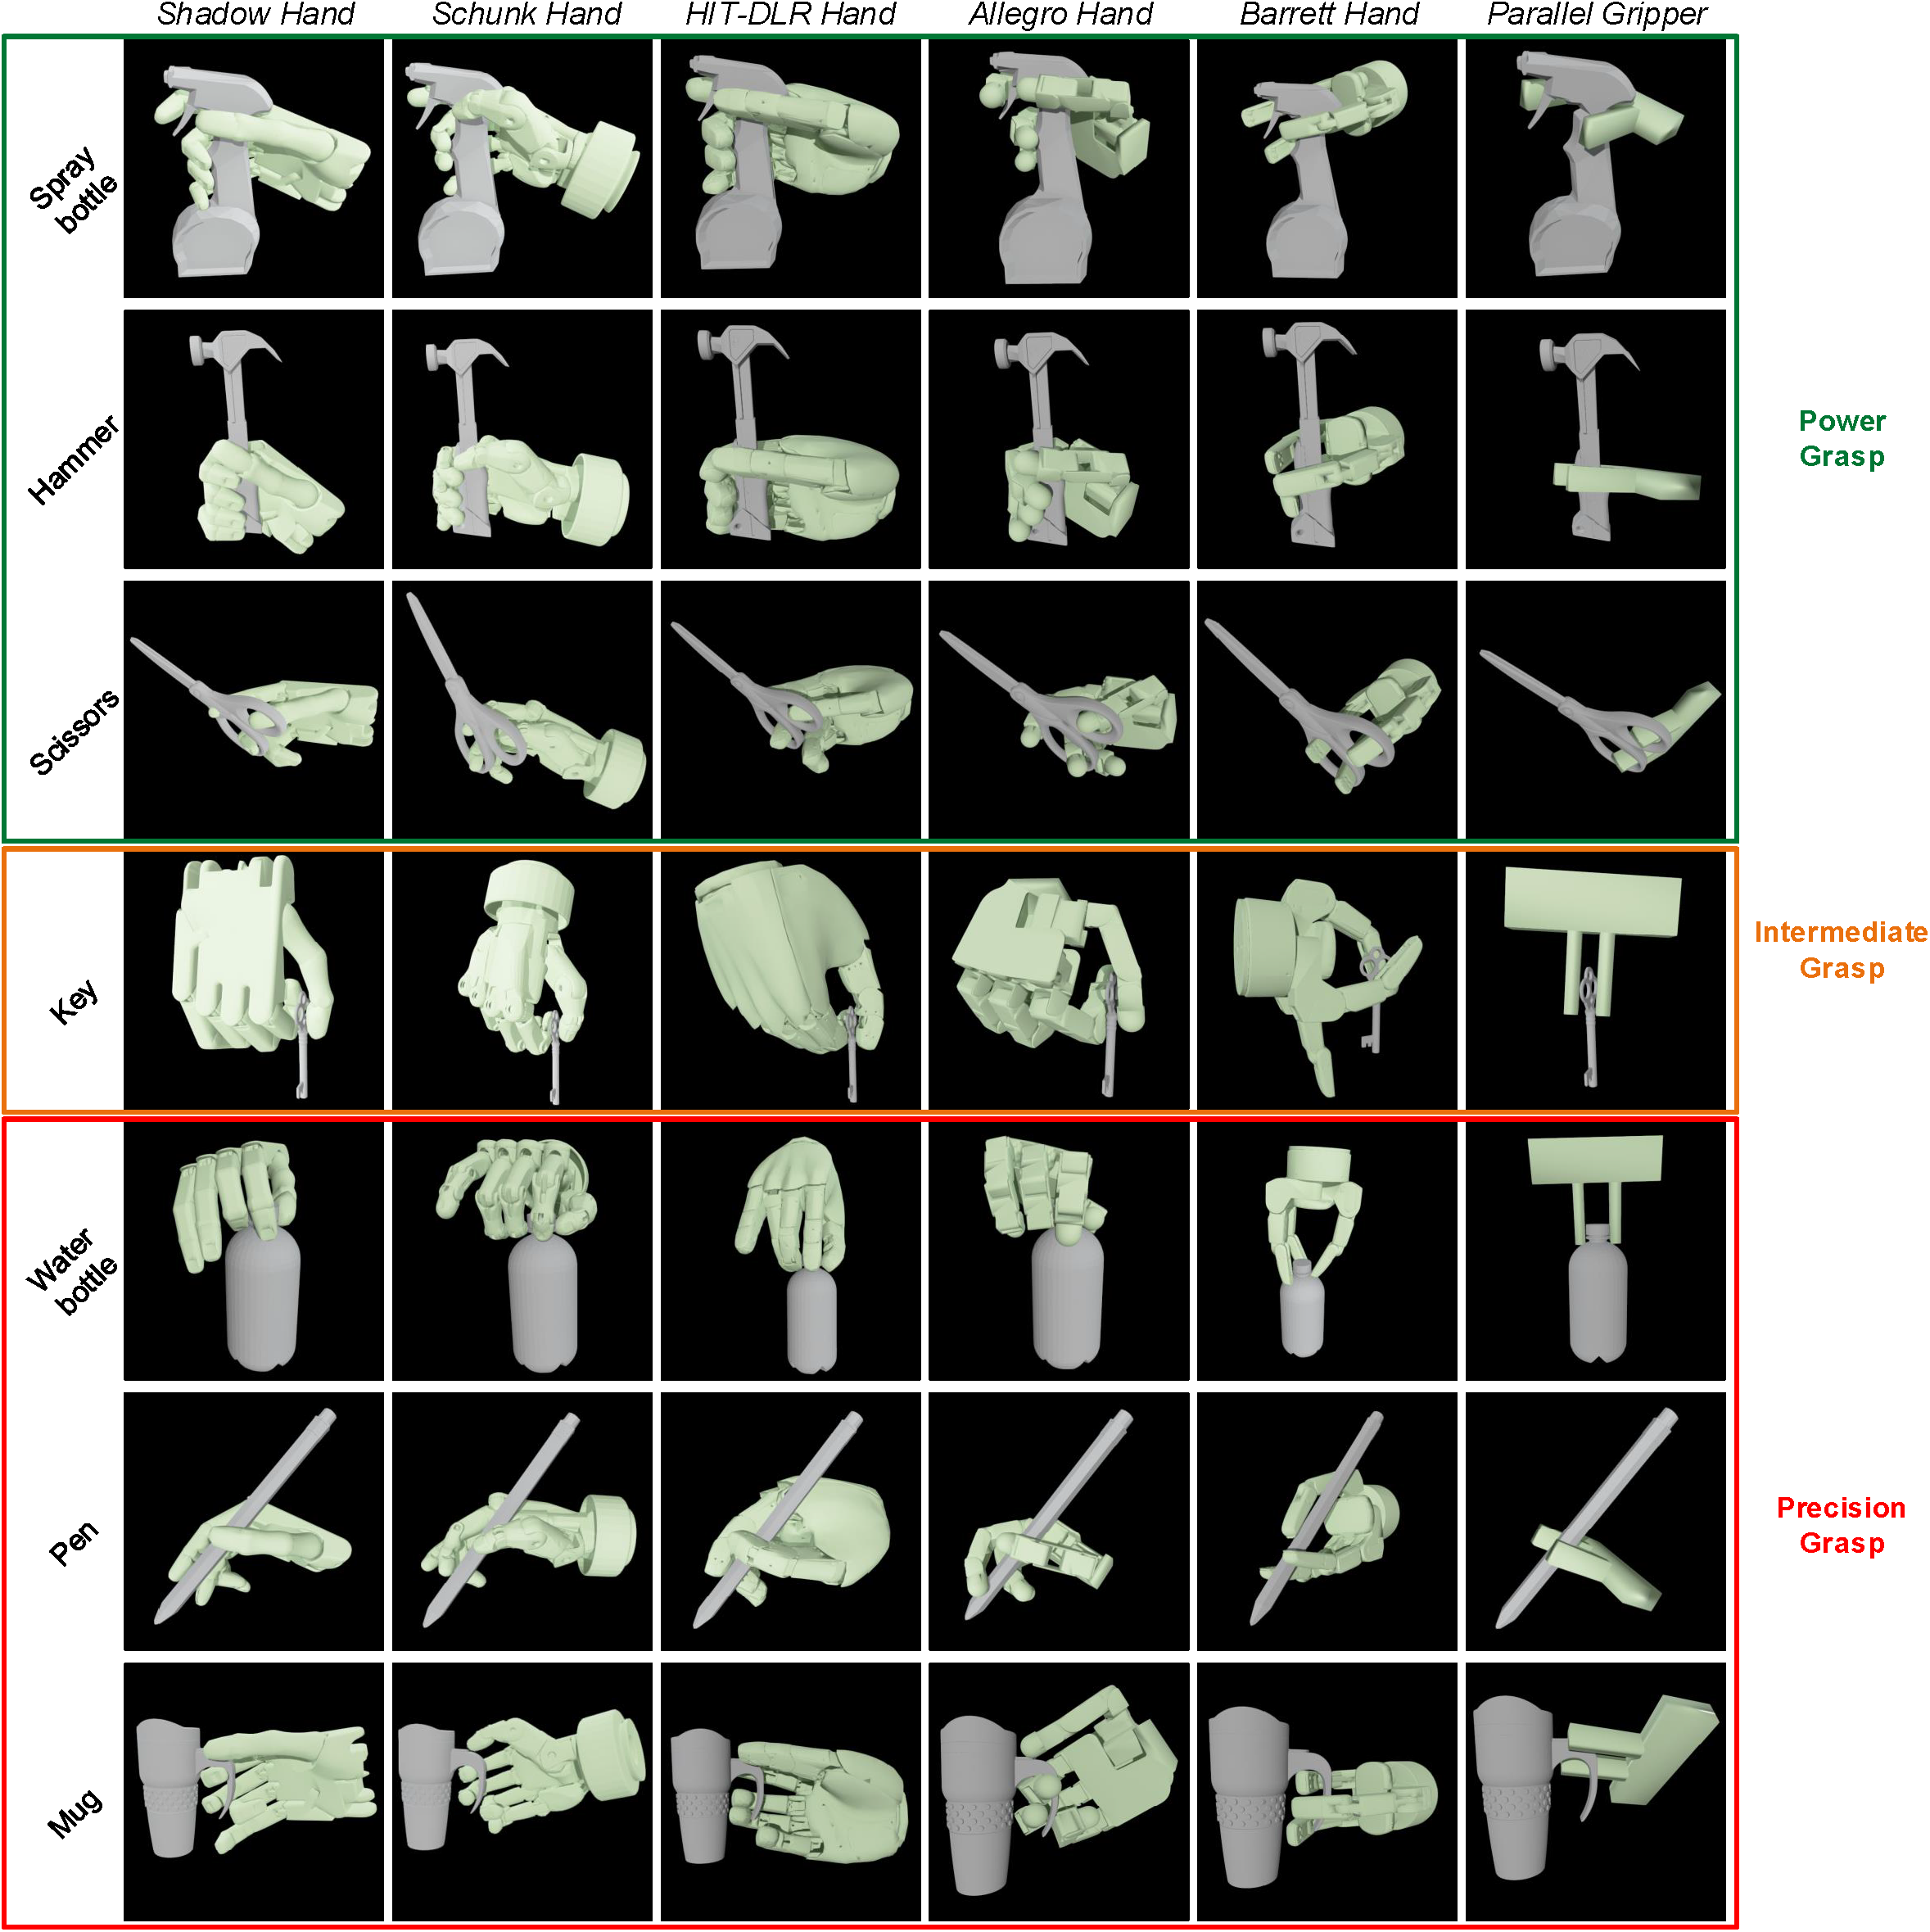 Shadow Hand
Schunk Hand
HIT-DLR Hand
Allegro Hand
Barrett Hand
Parallel Gripper
Spray
bottle
Hammer
Scissors
Power
Grasp
Key
Intermediate
Grasp
Water
bottle
Pen
Mug
Precision
Grasp